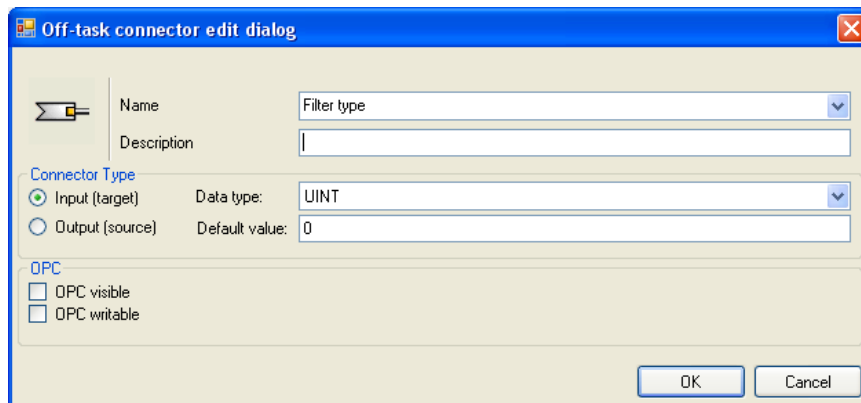 Off-task connector edit dialog
Name Filter type
Description
Connector Type
Input (target) Data type: UINT
Output (source) Default value: 0
OPC
OPC visible
OPC writable
OK Cancel